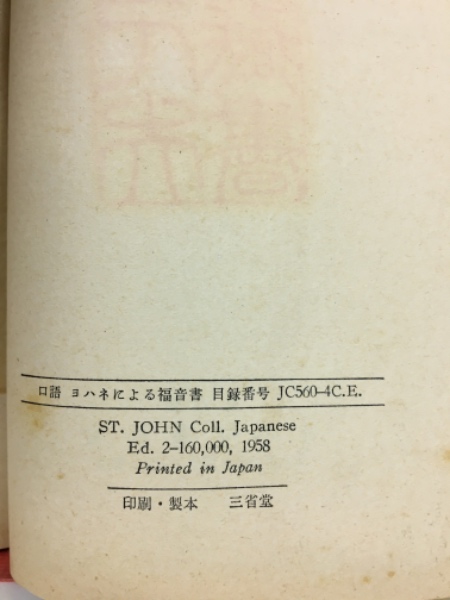 口語 ヨハネによる福音書 目録番号 JC560-4C.E.
ST. JOHN Coll. Japanese
Ed. 2-160,000, 1958
Printed in Japan
印刷・製本 三省堂